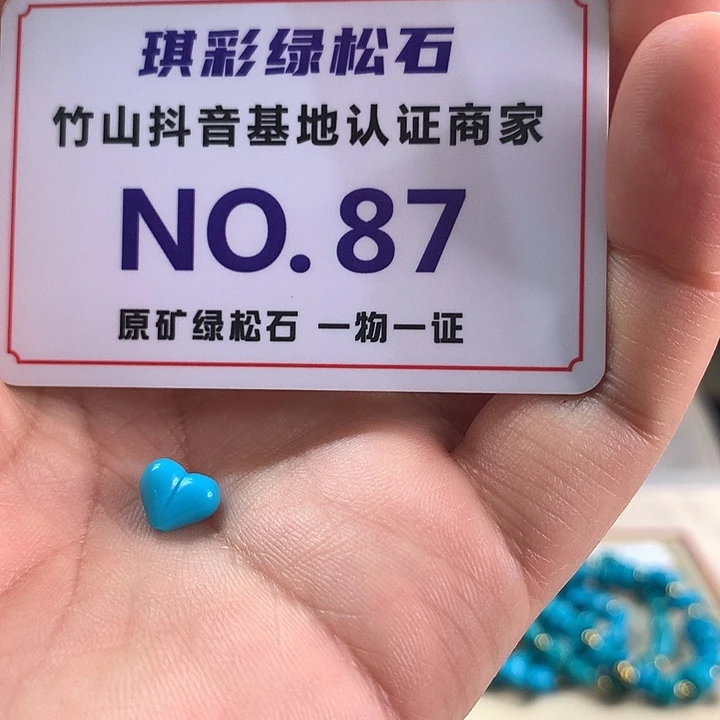 琪彩绿松石
竹山抖音基地认证商家
NO. 87
原矿绿松石 一物一证